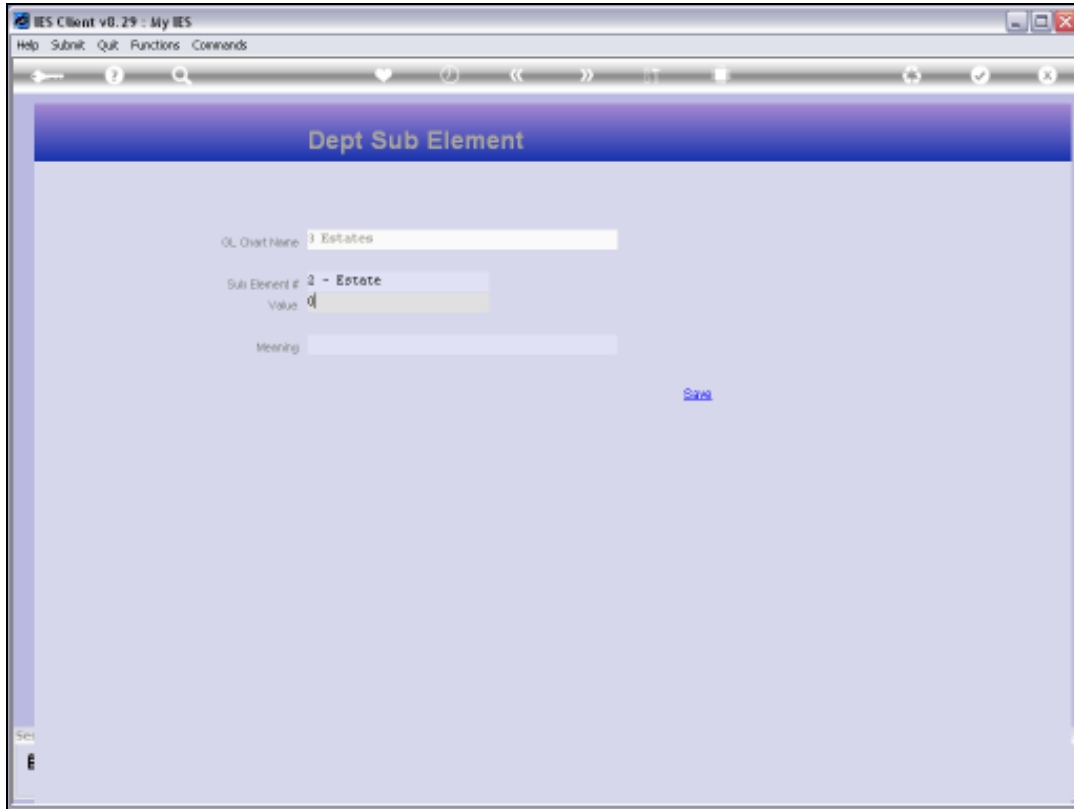 IES Client v8.29 : My IES
Help Submit Quit Functions Commands
Dept Sub Element
GL Chart Name 3 Estates
Sub Element # 2 - Estate
Value 0
Meaning
Save